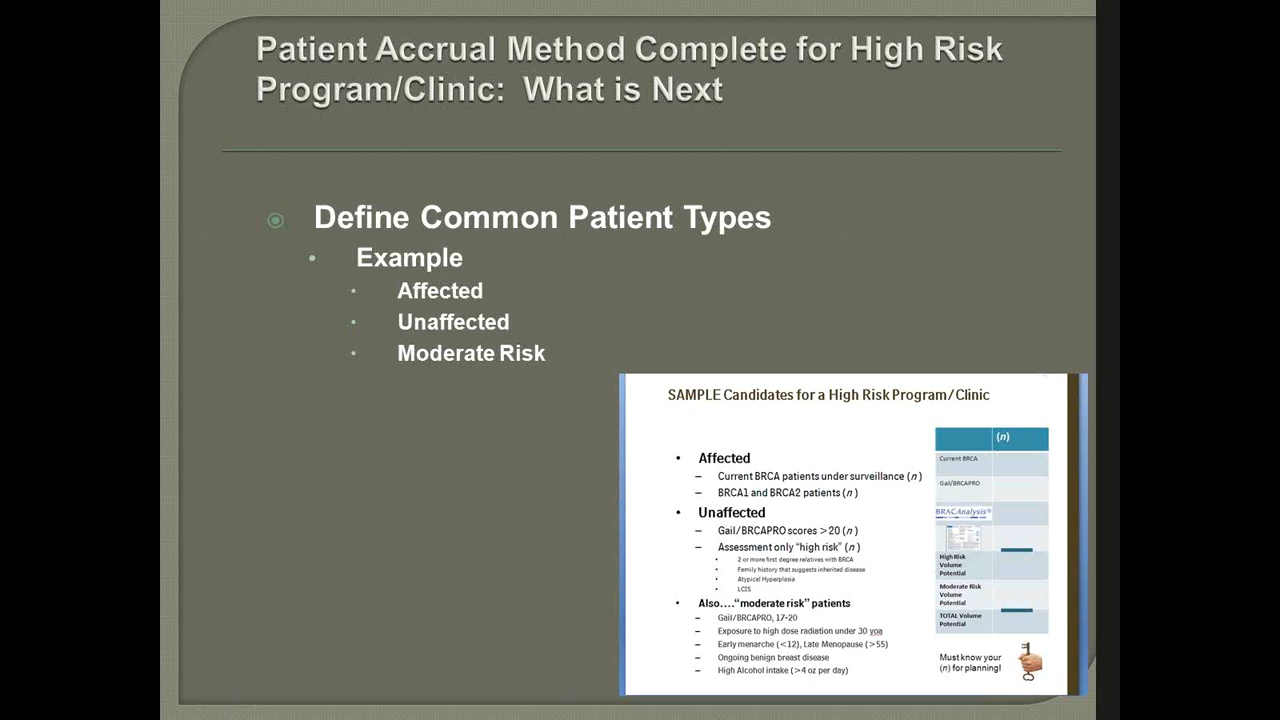 Patient Accrual Method Complete for High Risk
Program/Clinic: What is Next
Define Common Patient Types
Example
Affected
Unaffected
Moderate Risk
SAMPLE Candidates for a High Risk Program/Clinic
• Affected
– Current BRCA patients under surveillance (n)
– BRCA1 and BRCA2 patients (n)
• Unaffected
– Gail/BRCAPRO scores >20 (n)
– Assessment only “high risk” (n)
• 2 or more first degree relatives with BRCA
• Family history that suggests inherited disease
• Atypical Hyperplasia
• LCIS
• Also....“moderate risk” patients
– Gail/BRCAPRO, 17-20
– Exposure to high dose radiation under 30 yoa
– Early menarche (<12), Late Menopause (>55)
– Ongoing benign breast disease
– High Alcohol intake (>4 oz per day)
(n)
Current BRCA
Gail/BRCAPRO
BRACAnalysis®
High Risk
Volume
Potential
Moderate Risk
Volume
Potential
TOTAL Volume
Potential
Must know your
(n) for planning!